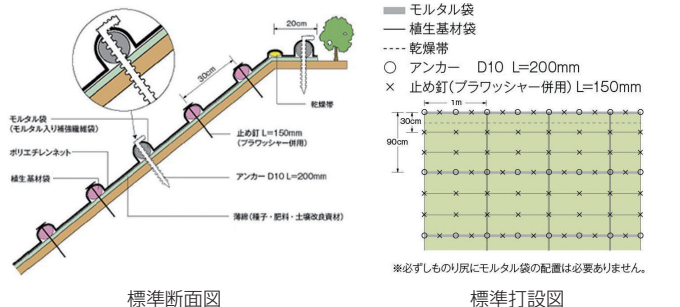 20cm
30cm
乾燥帯
モルタル袋
(モルタル入り補強繊維袋)
ポリエチレンネット
植生基材袋
止め釘 L=150mm
(プラワッシャー併用)
アンカー D10 L=200mm
薄綿(種子・肥料・土壌改良資材)
標準断面図
モルタル袋
植生基材袋
乾燥帯
アンカー D10 L=200mm
止め釘(プラワッシャー併用) L=150mm
1m
30cm
90cm
※必ずしものり尻にモルタル袋の配置は必要ありません。
標準打設図